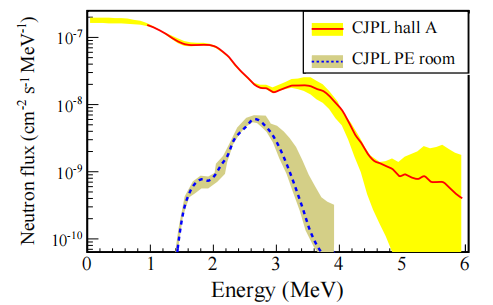 CJPL hall A
CJPL PE room
Neutron flux (cm⁻² s⁻¹ MeV⁻¹)
10⁻⁷
10⁻⁸
10⁻⁹
10⁻¹⁰
0 1 2 3 4 5 6
Energy (MeV)